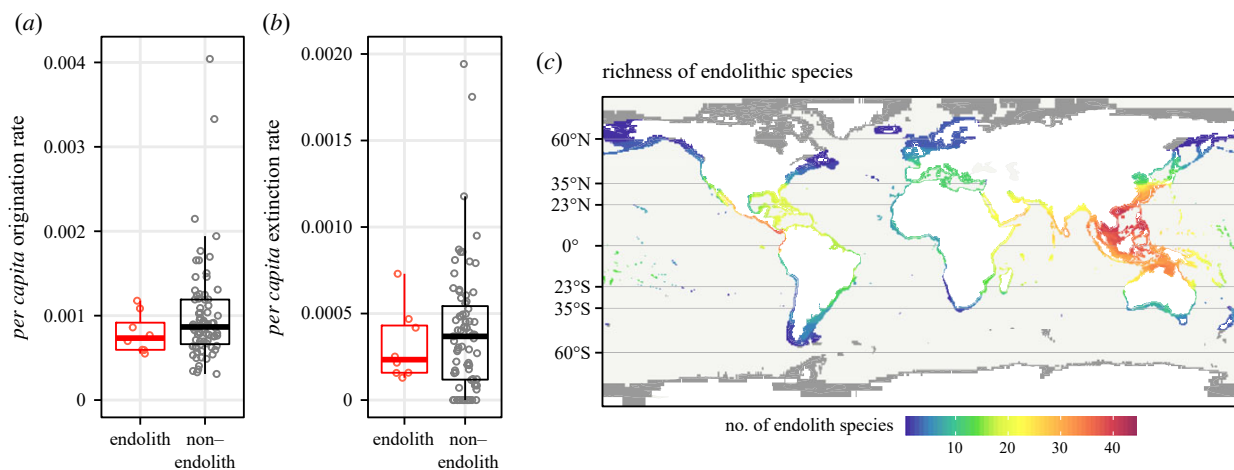 (a)
per capita origination rate
0.004
0.003
0.002
0.001
0
endolith
non–
endolith
(b)
per capita extinction rate
0.0020
0.0015
0.0010
0.0005
0
endolith
non–
endolith
(c)
richness of endolithic species
60°N
35°N
23°N
0°
23°S
35°S
60°S
no. of endolith species
10 20 30 40